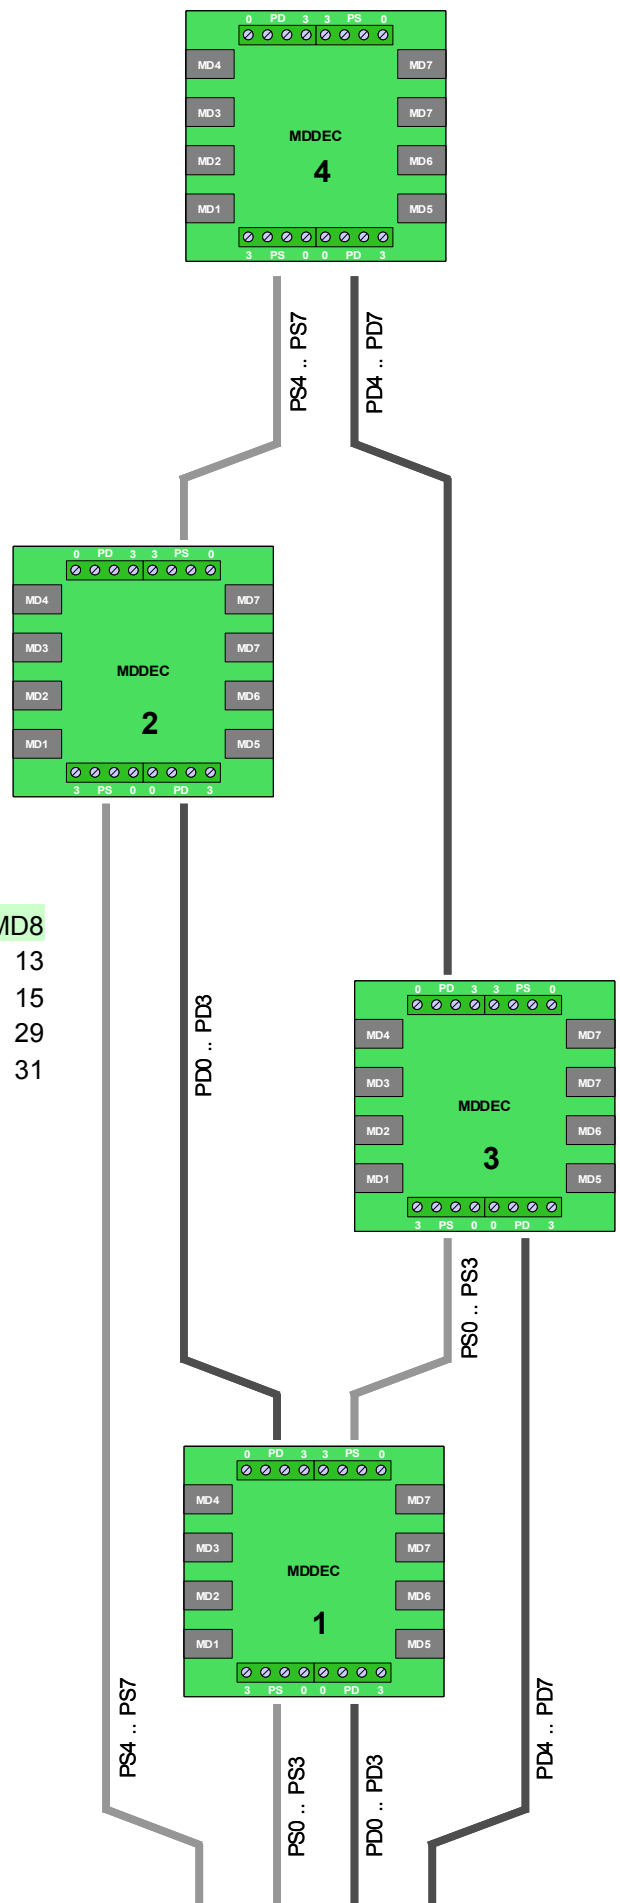 0 PD 3 3 PS 0
MD4 MD7
MD3 MD7
MDDEC
MD2 MD6
4
MD1 MD5
3 PS 0 0 PD 3
PS4 .. PS7
PD4 .. PD7
0 PD 3 3 PS 0
MD4 MD7
MD3 MD7
MDDEC
MD2 MD6
2
MD1 MD5
3 PS 0 0 PD 3
MD8
13
15
29
31
PD0 .. PD3
0 PD 3 3 PS 0
MD4 MD7
MD3 MD7
MDDEC
MD2 MD6
3
MD1 MD5
3 PS 0 0 PD 3
PS0 .. PS3
0 PD 3 3 PS 0
MD4 MD7
MD3 MD7
MDDEC
MD2 MD6
1
MD1 MD5
3 PS 0 0 PD 3
PS4 .. PS7
PS0 .. PS3
PD0 .. PD3
PD4 .. PD7